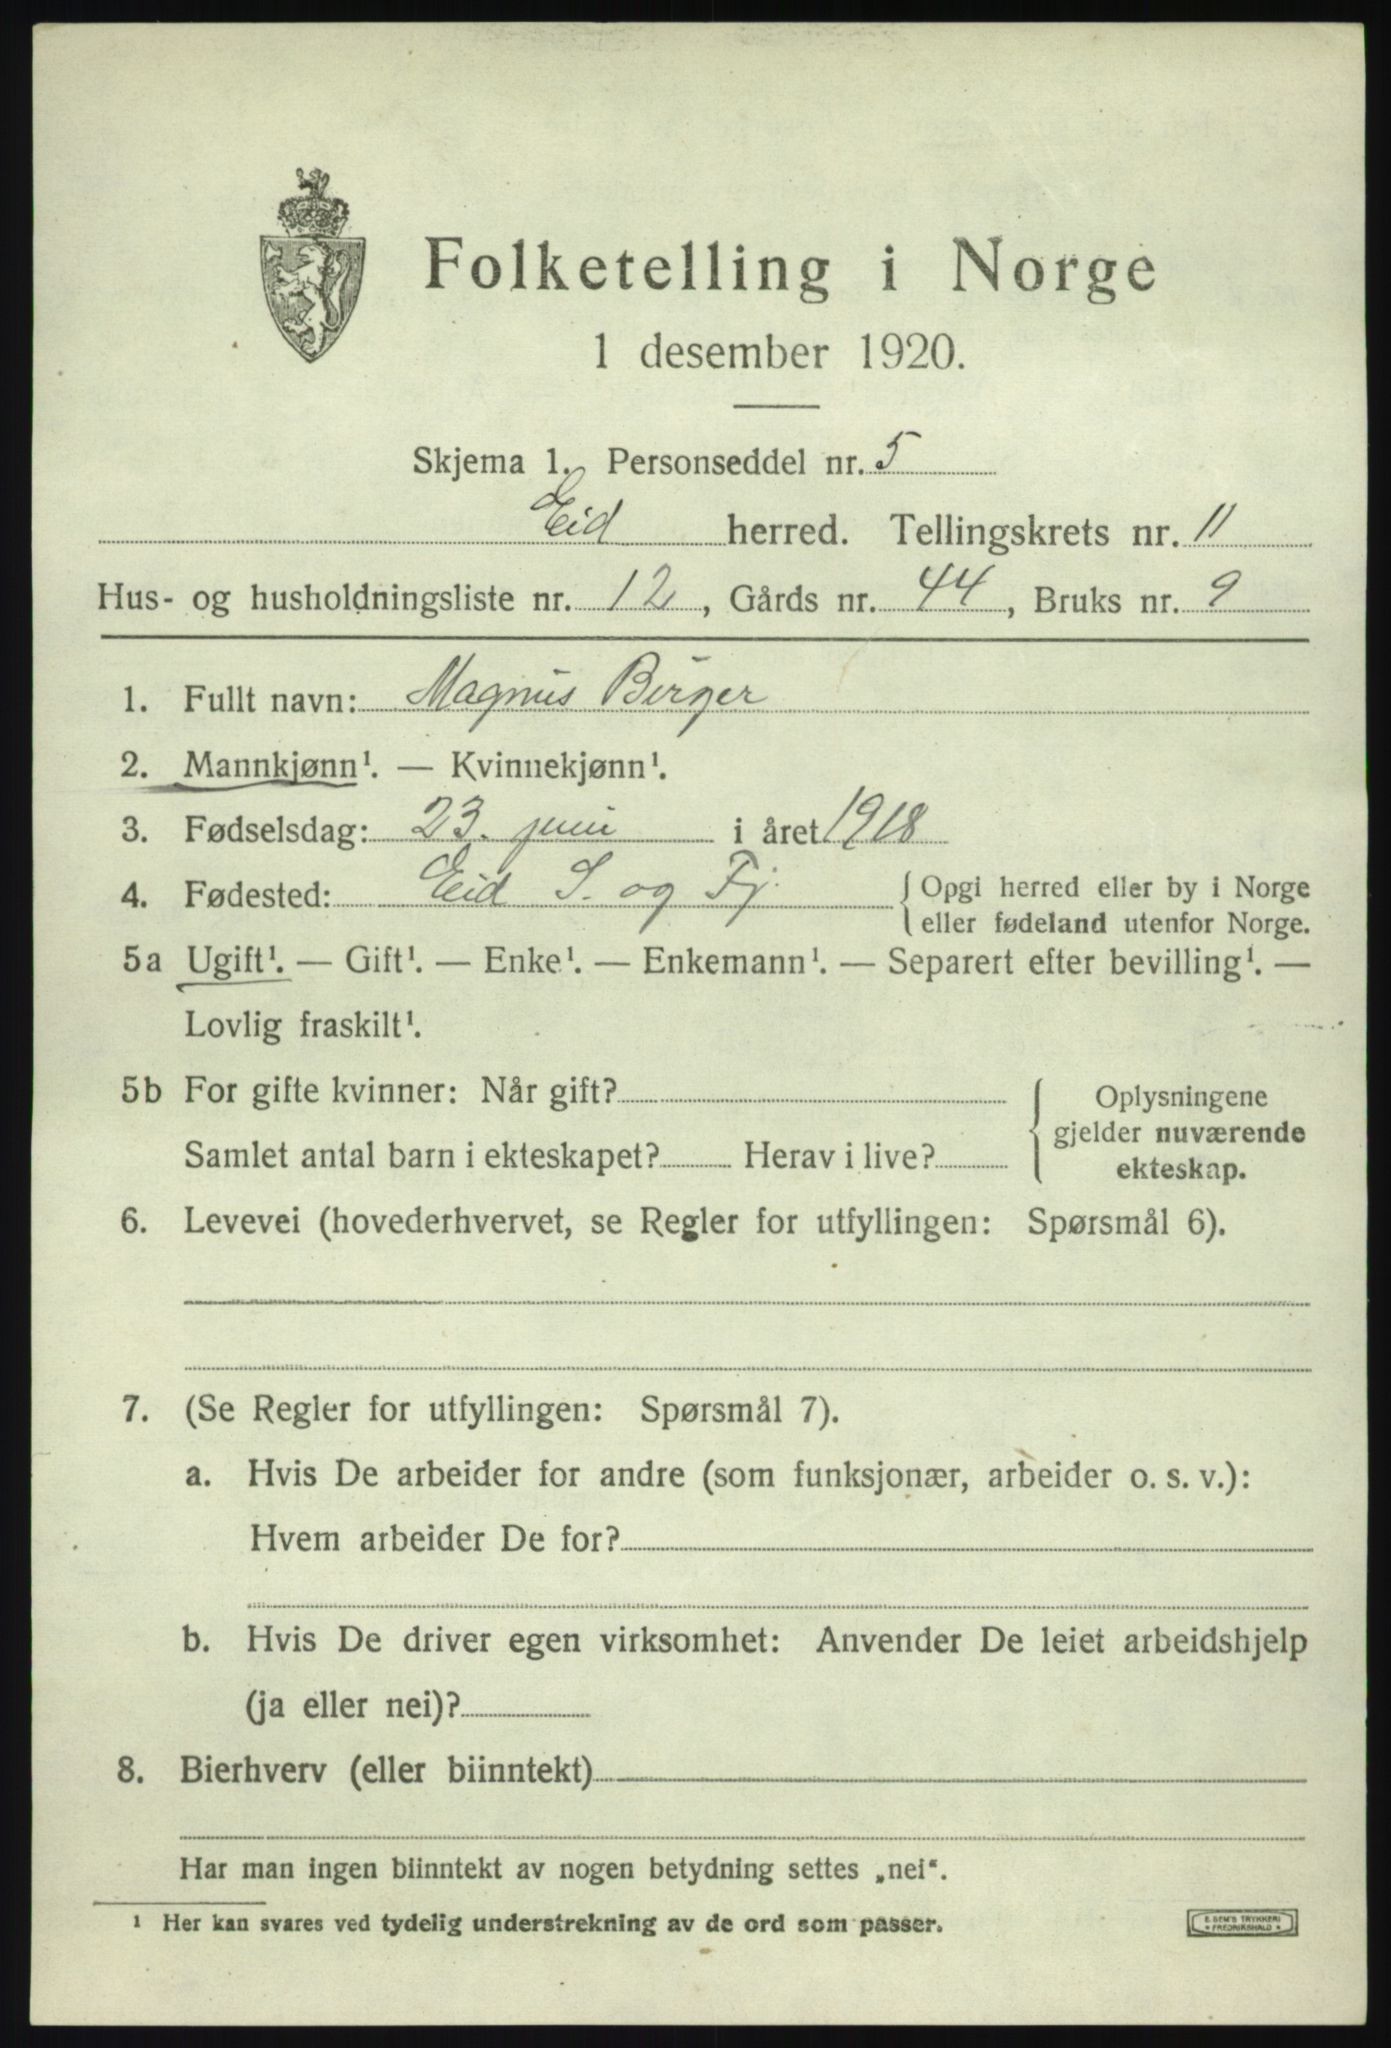 Folketelling i Norge
1 desember 1920.
Skjema 1. Personseddel nr. 5
Eid herred. Tellingskrets nr. 11
Hus- og husholdningsliste nr. 12, Gårds nr. 44, Bruks nr. 9
1. Fullt navn: Magnus Birger
2. Mannkjønn¹. — Kvinnekjønn¹.
3. Fødselsdag: 23. juni i året 1918
4. Fødested: Eid S. og Fj. {Opgi herred eller by i Norge
eller fødeland utenfor Norge.
5a Ugift¹. — Gift¹. — Enke¹. — Enkemann¹. — Separert efter bevilling¹. —
Lovlig fraskilt¹.
5b For gifte kvinner: Når gift?
Samlet antal barn i ekteskapet? Herav i live?
{Oplysningene
gjelder nuværende
ekteskap.
6. Levevei (hovederhvervet, se Regler for utfyllingen: Spørsmål 6).
7. (Se Regler for utfyllingen: Spørsmål 7).
a. Hvis De arbeider for andre (som funksjonær, arbeider o. s. v.):
Hvem arbeider De for?
b. Hvis De driver egen virksomhet: Anvender De leiet arbeidshjelp
(ja eller nei)?
8. Bierhverv (eller biinntekt)
Har man ingen biinntekt av nogen betydning settes „nei“.
¹ Her kan svares ved tydelig understrekning av de ord som passer.
E. SEM'S TRYKKERI
* FREDRIKSHALD *